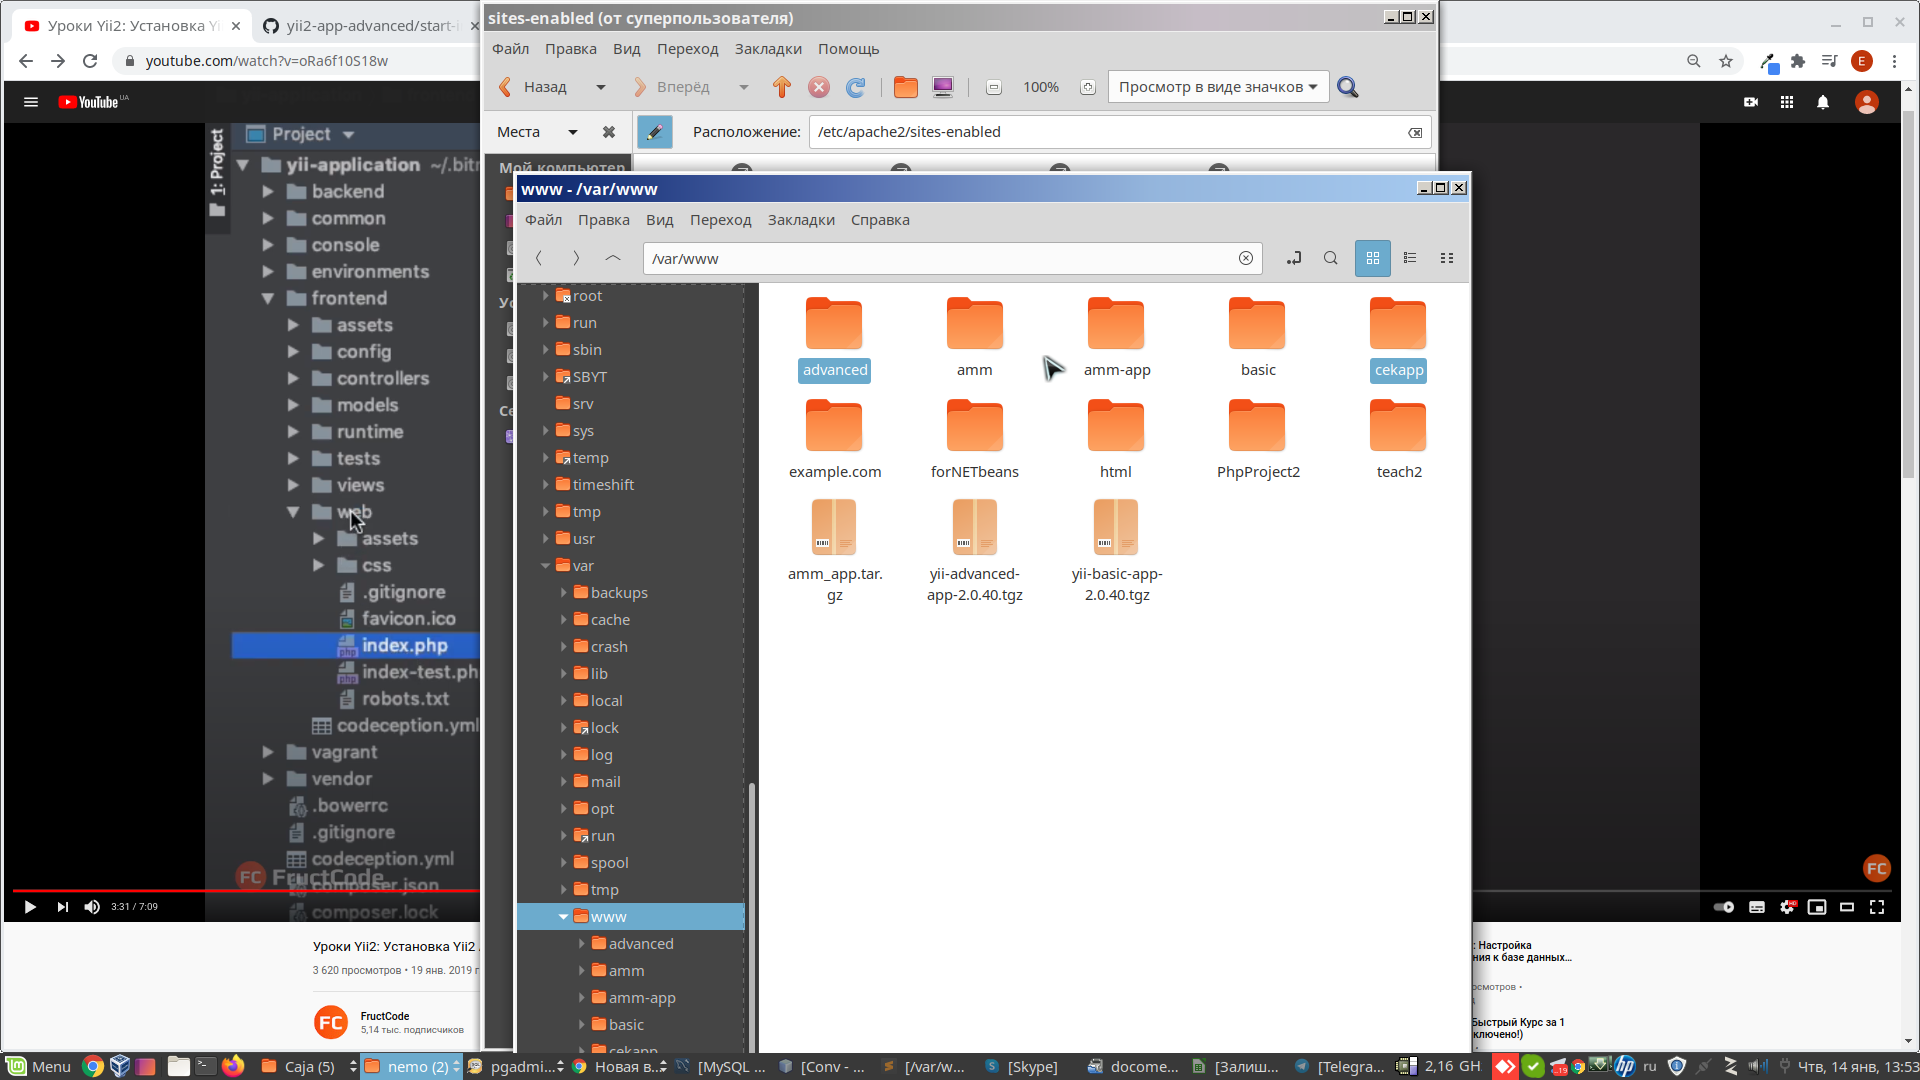 Уроки Yii2: Установка Yi
yii2-app-advanced/start-i
youtube.com/watch?v=oRa6f10S18w
E
YouTube
UA
Project
1: Project
yii-application ~/.bitn
backend
common
console
environments
frontend
assets
config
controllers
models
runtime
tests
views
web
assets
css
.gitignore
favicon.ico
index.php
index-test.ph
robots.txt
codeception.yml
vagrant
vendor
.bowerrc
.gitignore
codeception.yml
composer.json
composer.lock
FC FructCode
3:31 / 7:09
Уроки Yii2: Установка Yii2
3 620 просмотров • 19 янв. 2019 г
FC
FructCode
5,14 тыс. подписчиков
sites-enabled (от суперпользователя)
Файл Правка Вид Переход Закладки Помощь
Назад Вперёд 100% Просмотр в виде значков
Места Расположение: /etc/apache2/sites-enabled
Мой компьютер
Ус
Се
www - /var/www
Файл Правка Вид Переход Закладки Справка
/var/www
root
run
sbin
SBYT
srv
sys
temp
timeshift
tmp
usr
var
backups
cache
crash
lib
local
lock
log
mail
opt
run
spool
tmp
www
advanced
amm
amm-app
basic
cekapp
advanced amm amm-app basic cekapp
example.com forNETbeans html PhpProject2 teach2
amm_app.tar.gz
yii-advanced-app-2.0.40.tgz
yii-basic-app-2.0.40.tgz
FC
: Настройка
ния к базе данных…
осмотров •
Быстрый Курс за 1
ключено!)
Menu Caja (5) nemo (2) pgadmi... Новая в... [MySQL ... [Conv - ... [/var/w... [Skype] docome... [Залиш... [Telegra... 2,16 GH ru Чтв, 14 янв, 13:53